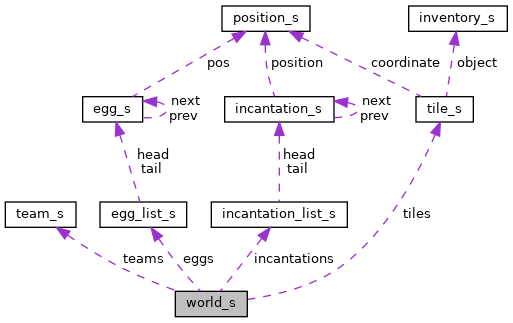 position_s
inventory_s
pos
position
coordinate
object
egg_s
next
prev
incantation_s
next
prev
tile_s
head
tail
head
tail
team_s
egg_list_s
incantation_list_s
tiles
teams
eggs
incantations
world_s